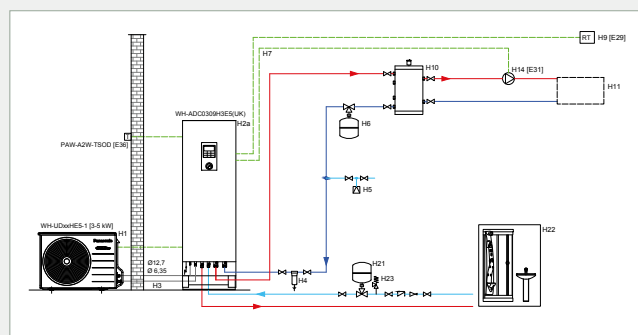 RT
H9 [E29]
H7
H10
H14 [E31]
H11
WH-ADC0309H3E5(UK)
H2a
T
PAW-A2W-TSOD [E36]
H6
H5
WH-UDxxHE5-1 [3-5 kW]
H1
Panasonic
H22
Ø12,7
Ø 6,35
H21
H23
H4
H3